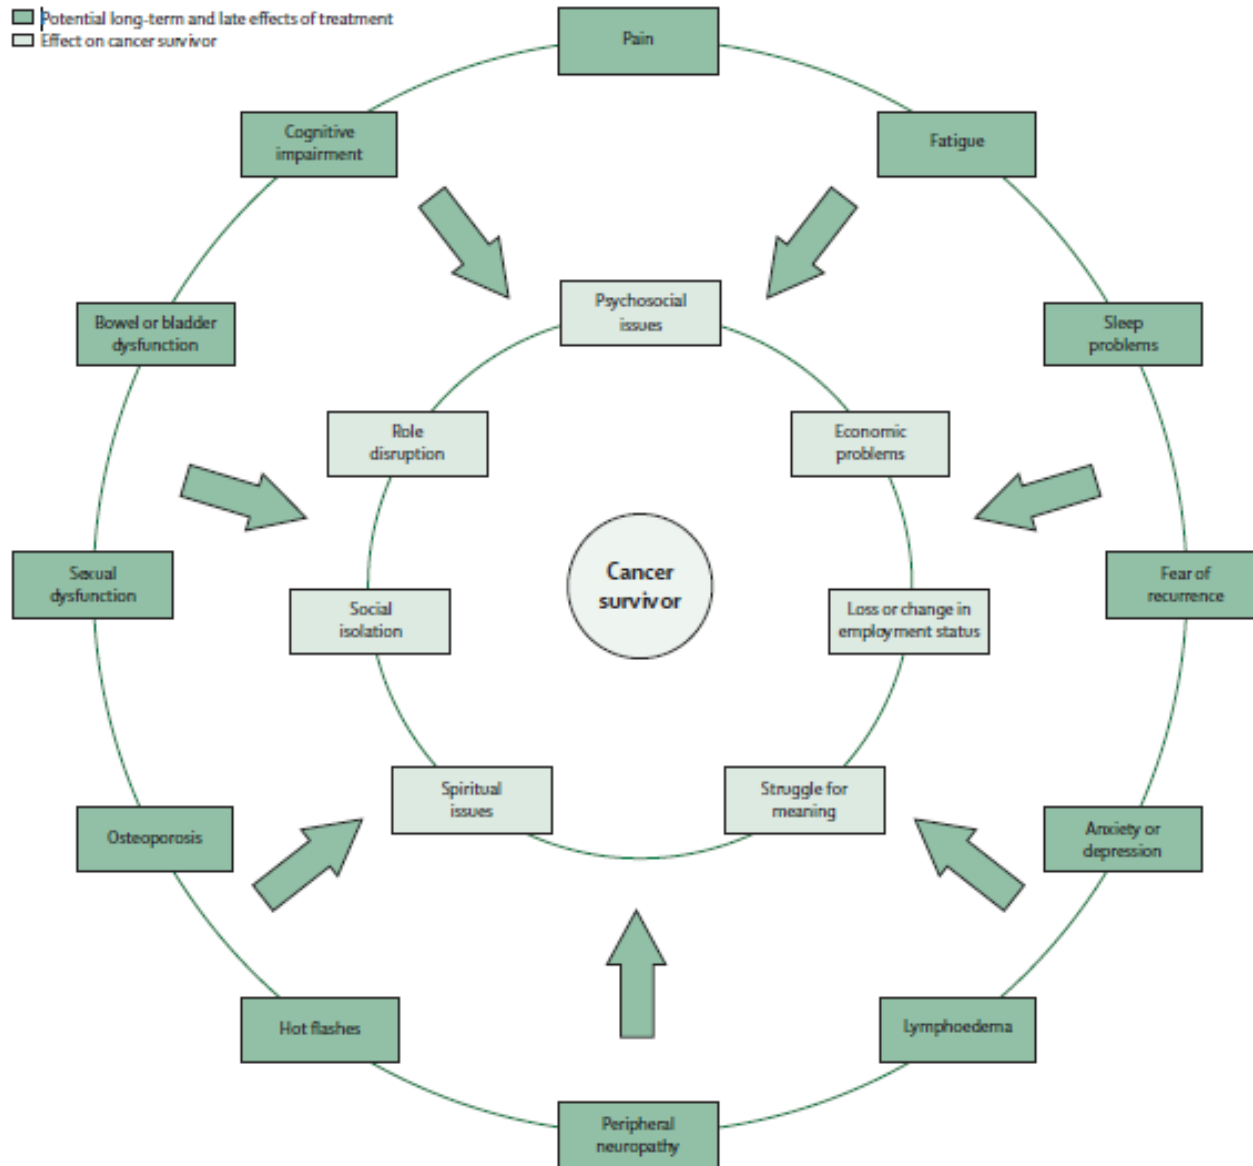 Potential long-term and late effects of treatment
Effect on cancer survivor
Pain
Cognitive
impairment
Fatigue
Bowel or bladder
dysfunction
Psychosocial
issues
Sleep
problems
Role
disruption
Economic
problems
Sexual
dysfunction
Cancer
survivor
Fear of
recurrence
Social
isolation
Loss or change in
employment status
Spiritual
issues
Struggle for
meaning
Osteoporosis
Anxiety or
depression
Hot flashes
Lymphoedema
Peripheral
neuropathy